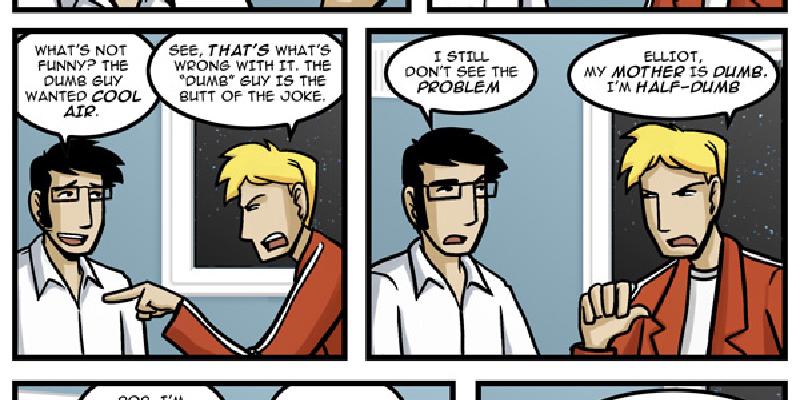 WHAT'S NOT
FUNNY? THE
DUMB GUY
WANTED COOL
AIR.
SEE, THAT'S WHAT'S
WRONG WITH IT. THE
"DUMB" GUY IS THE
BUTT OF THE JOKE.
I STILL
DON'T SEE THE
PROBLEM
ELLIOT,
MY MOTHER IS DUMB.
I'M HALF-DUMB
I'M